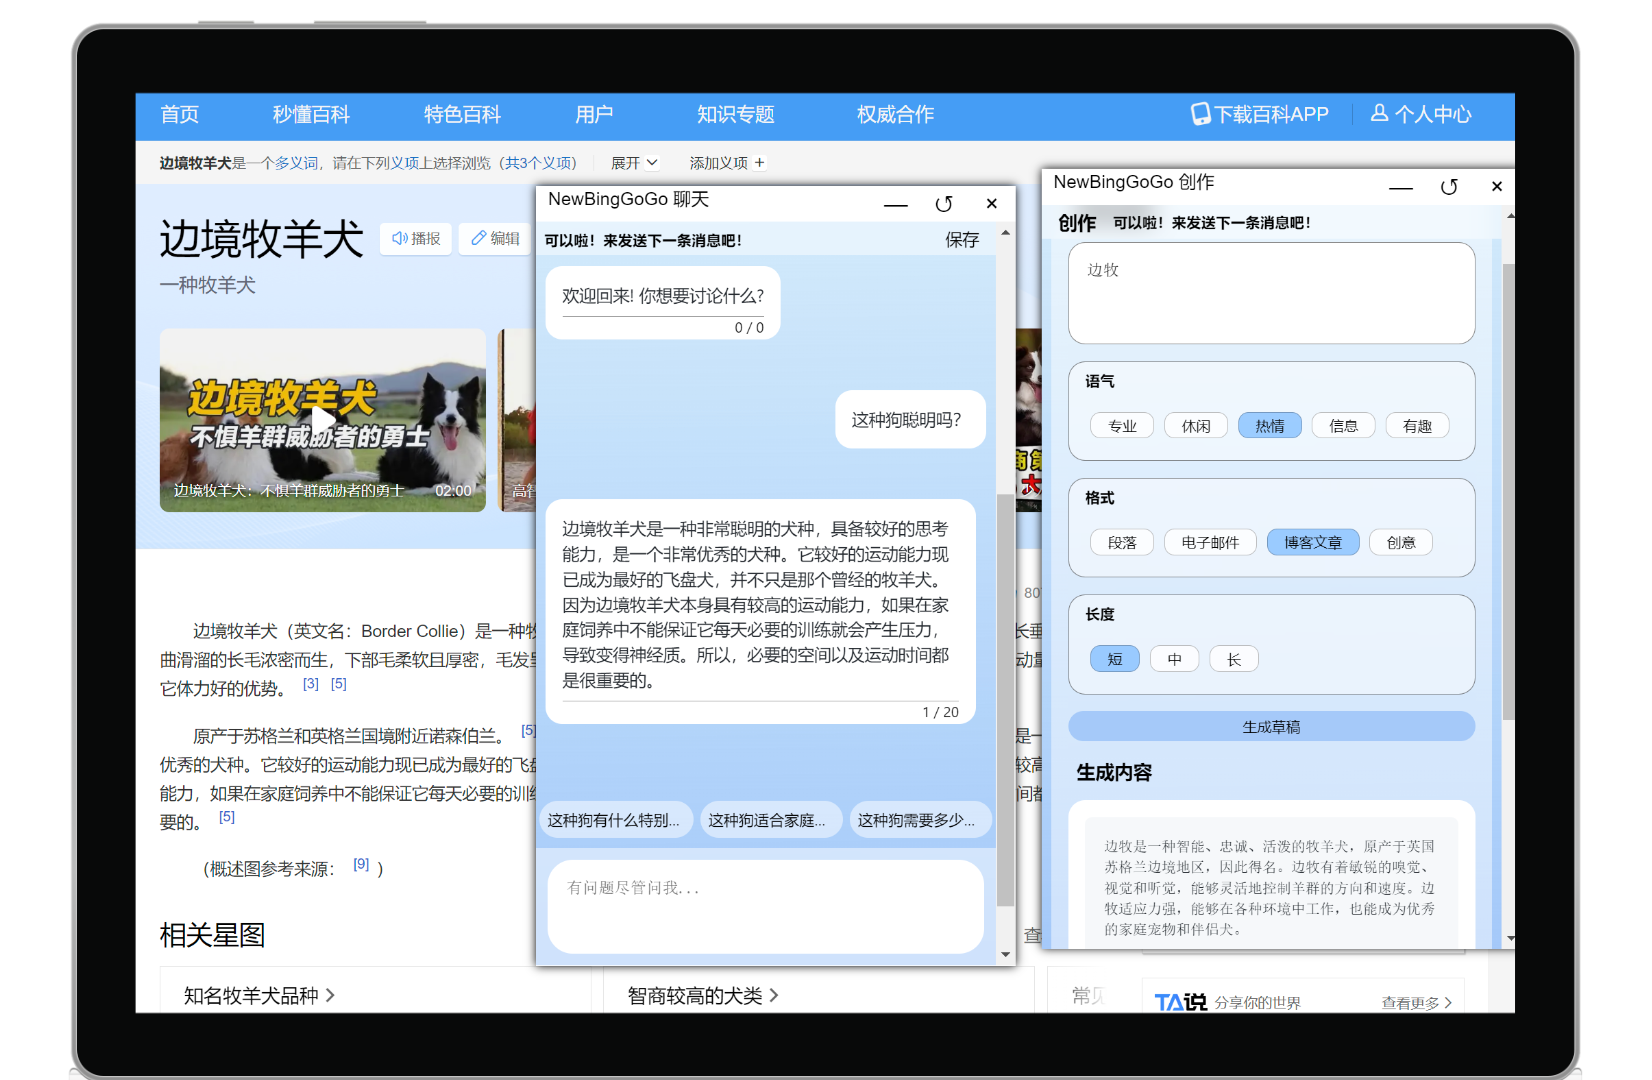 首页 秒懂百科 特色百科 用户 知识专题 权威合作 下载百科APP 个人中心
边境牧羊犬是一个多义词，请在下列义项上选择浏览（共3个义项） 展开 添加义项 +
边境牧羊犬 播报 编辑
一种牧羊犬
边境牧羊犬
不惧羊群威胁者的勇士
边境牧羊犬：不惧羊群威胁者的勇士 02:00
高智
商第
大
80
边境牧羊犬（英文名：Border Collie）是一种牧
曲滑溜的长毛浓密而生，下部毛柔软且厚密，毛发呈
它体力好的优势。 [3] [5]
长垂
动量
原产于苏格兰和英格兰国境附近诺森伯兰。 [5]
优秀的犬种。它较好的运动能力现已成为最好的飞盘
能力，如果在家庭饲养中不能保证它每天必要的训练
要的。 [5]
是一
较高
间都
（概述图参考来源： [9] ）
相关星图
查
知名牧羊犬品种 >
智商较高的犬类 >
常见
TA说 分享你的世界 查看更多 >
NewBingGoGo 聊天
可以啦！来发送下一条消息吧！ 保存
欢迎回来! 你想要讨论什么?
0 / 0
这种狗聪明吗？
边境牧羊犬是一种非常聪明的犬种，具备较好的思考
能力，是一个非常优秀的犬种。它较好的运动能力现
已成为最好的飞盘犬，并不只是那个曾经的牧羊犬。
因为边境牧羊犬本身具有较高的运动能力，如果在家
庭饲养中不能保证它每天必要的训练就会产生压力，
导致变得神经质。所以，必要的空间以及运动时间都
是很重要的。
1 / 20
这种狗有什么特别... 这种狗适合家庭... 这种狗需要多少...
有问题尽管问我...
NewBingGoGo 创作
创作 可以啦！来发送下一条消息吧！
边牧
语气
专业 休闲 热情 信息 有趣
格式
段落 电子邮件 博客文章 创意
长度
短 中 长
生成草稿
生成内容
边牧是一种智能、忠诚、活泼的牧羊犬，原产于英国
苏格兰边境地区，因此得名。边牧有着敏锐的嗅觉、
视觉和听觉，能够灵活地控制羊群的方向和速度。边
牧适应力强，能够在各种环境中工作，也能成为优秀
的家庭宠物和伴侣犬。